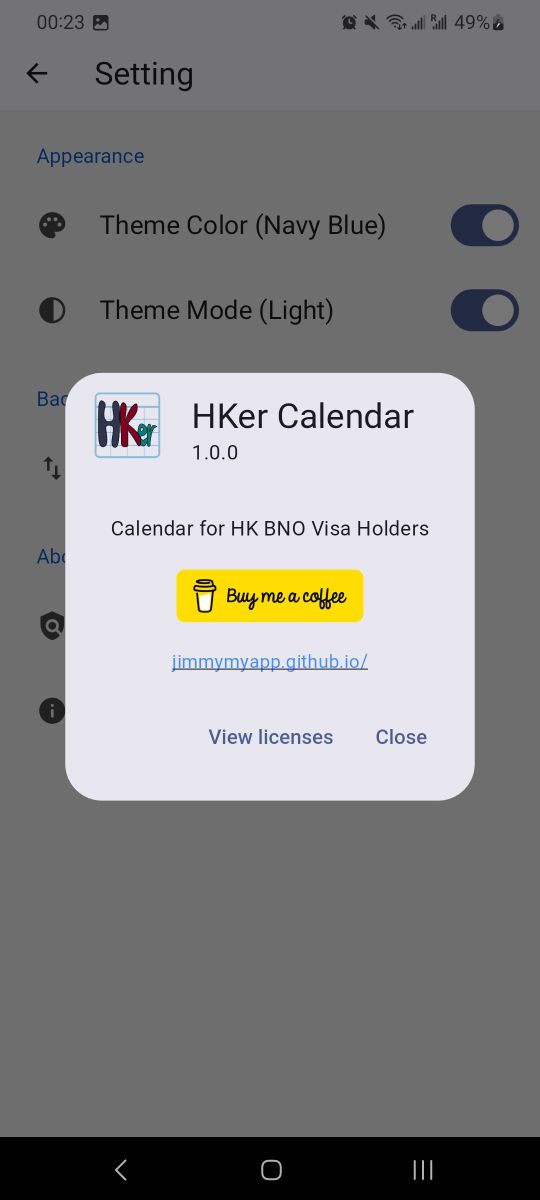 00:23
49%
Setting
Appearance
Theme Color (Navy Blue)
Theme Mode (Light)
Bac
HKer
HKer Calendar
1.0.0
Calendar for HK BNO Visa Holders
Abo
Buy me a coffee
jimmymyapp.github.io/
View licenses
Close